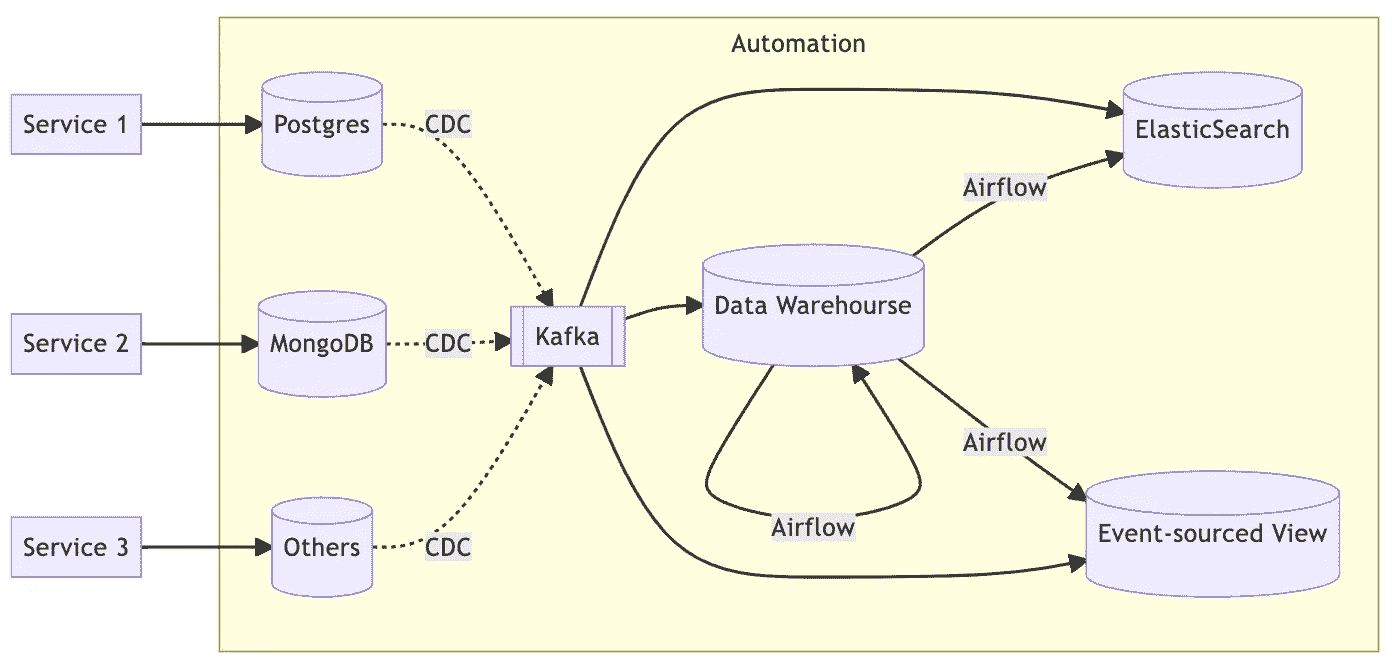 Automation
Service 1
Postgres
CDC
ElasticSearch
Airflow
Service 2
MongoDB
CDC
Kafka
Data Warehourse
Airflow
Airflow
Service 3
Others
CDC
Event-sourced View